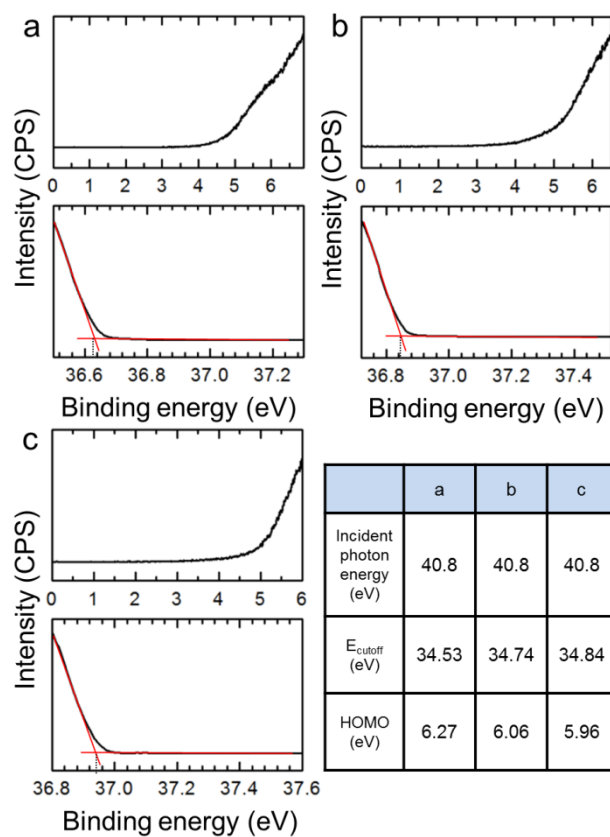 a
0 1 2 3 4 5 6
36.6 36.8 37.0 37.2
Binding energy (eV)
Intensity (CPS)
b
0 1 2 3 4 5 6
36.8 37.0 37.2 37.4
Binding energy (eV)
Intensity (CPS)
c
0 1 2 3 4 5 6
36.8 37.0 37.2 37.4 37.6
Binding energy (eV)
Intensity (CPS)
a b c
Incident
photon
energy
(eV)
40.8 40.8 40.8
Ecutoff
(eV)
34.53 34.74 34.84
HOMO
(eV)
6.27 6.06 5.96